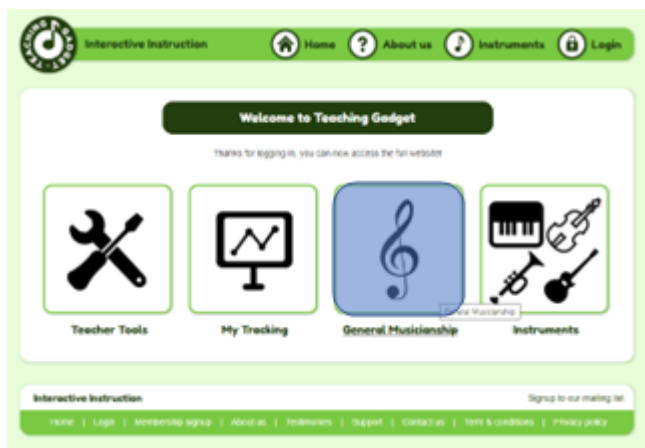 TEACHING GADGET
Interactive Instruction
Home
About us
Instruments
Login
Welcome to Teaching Gadget
Thanks for logging in, you can now access the full website!
General Musicianship
Teacher Tools
My Tracking
General Musicianship
Instruments
Interactive Instruction
Signup to our mailing list
Home | Login | Membership signup | About us | Testimonies | Support | Contact us | Term & conditions | Privacy policy